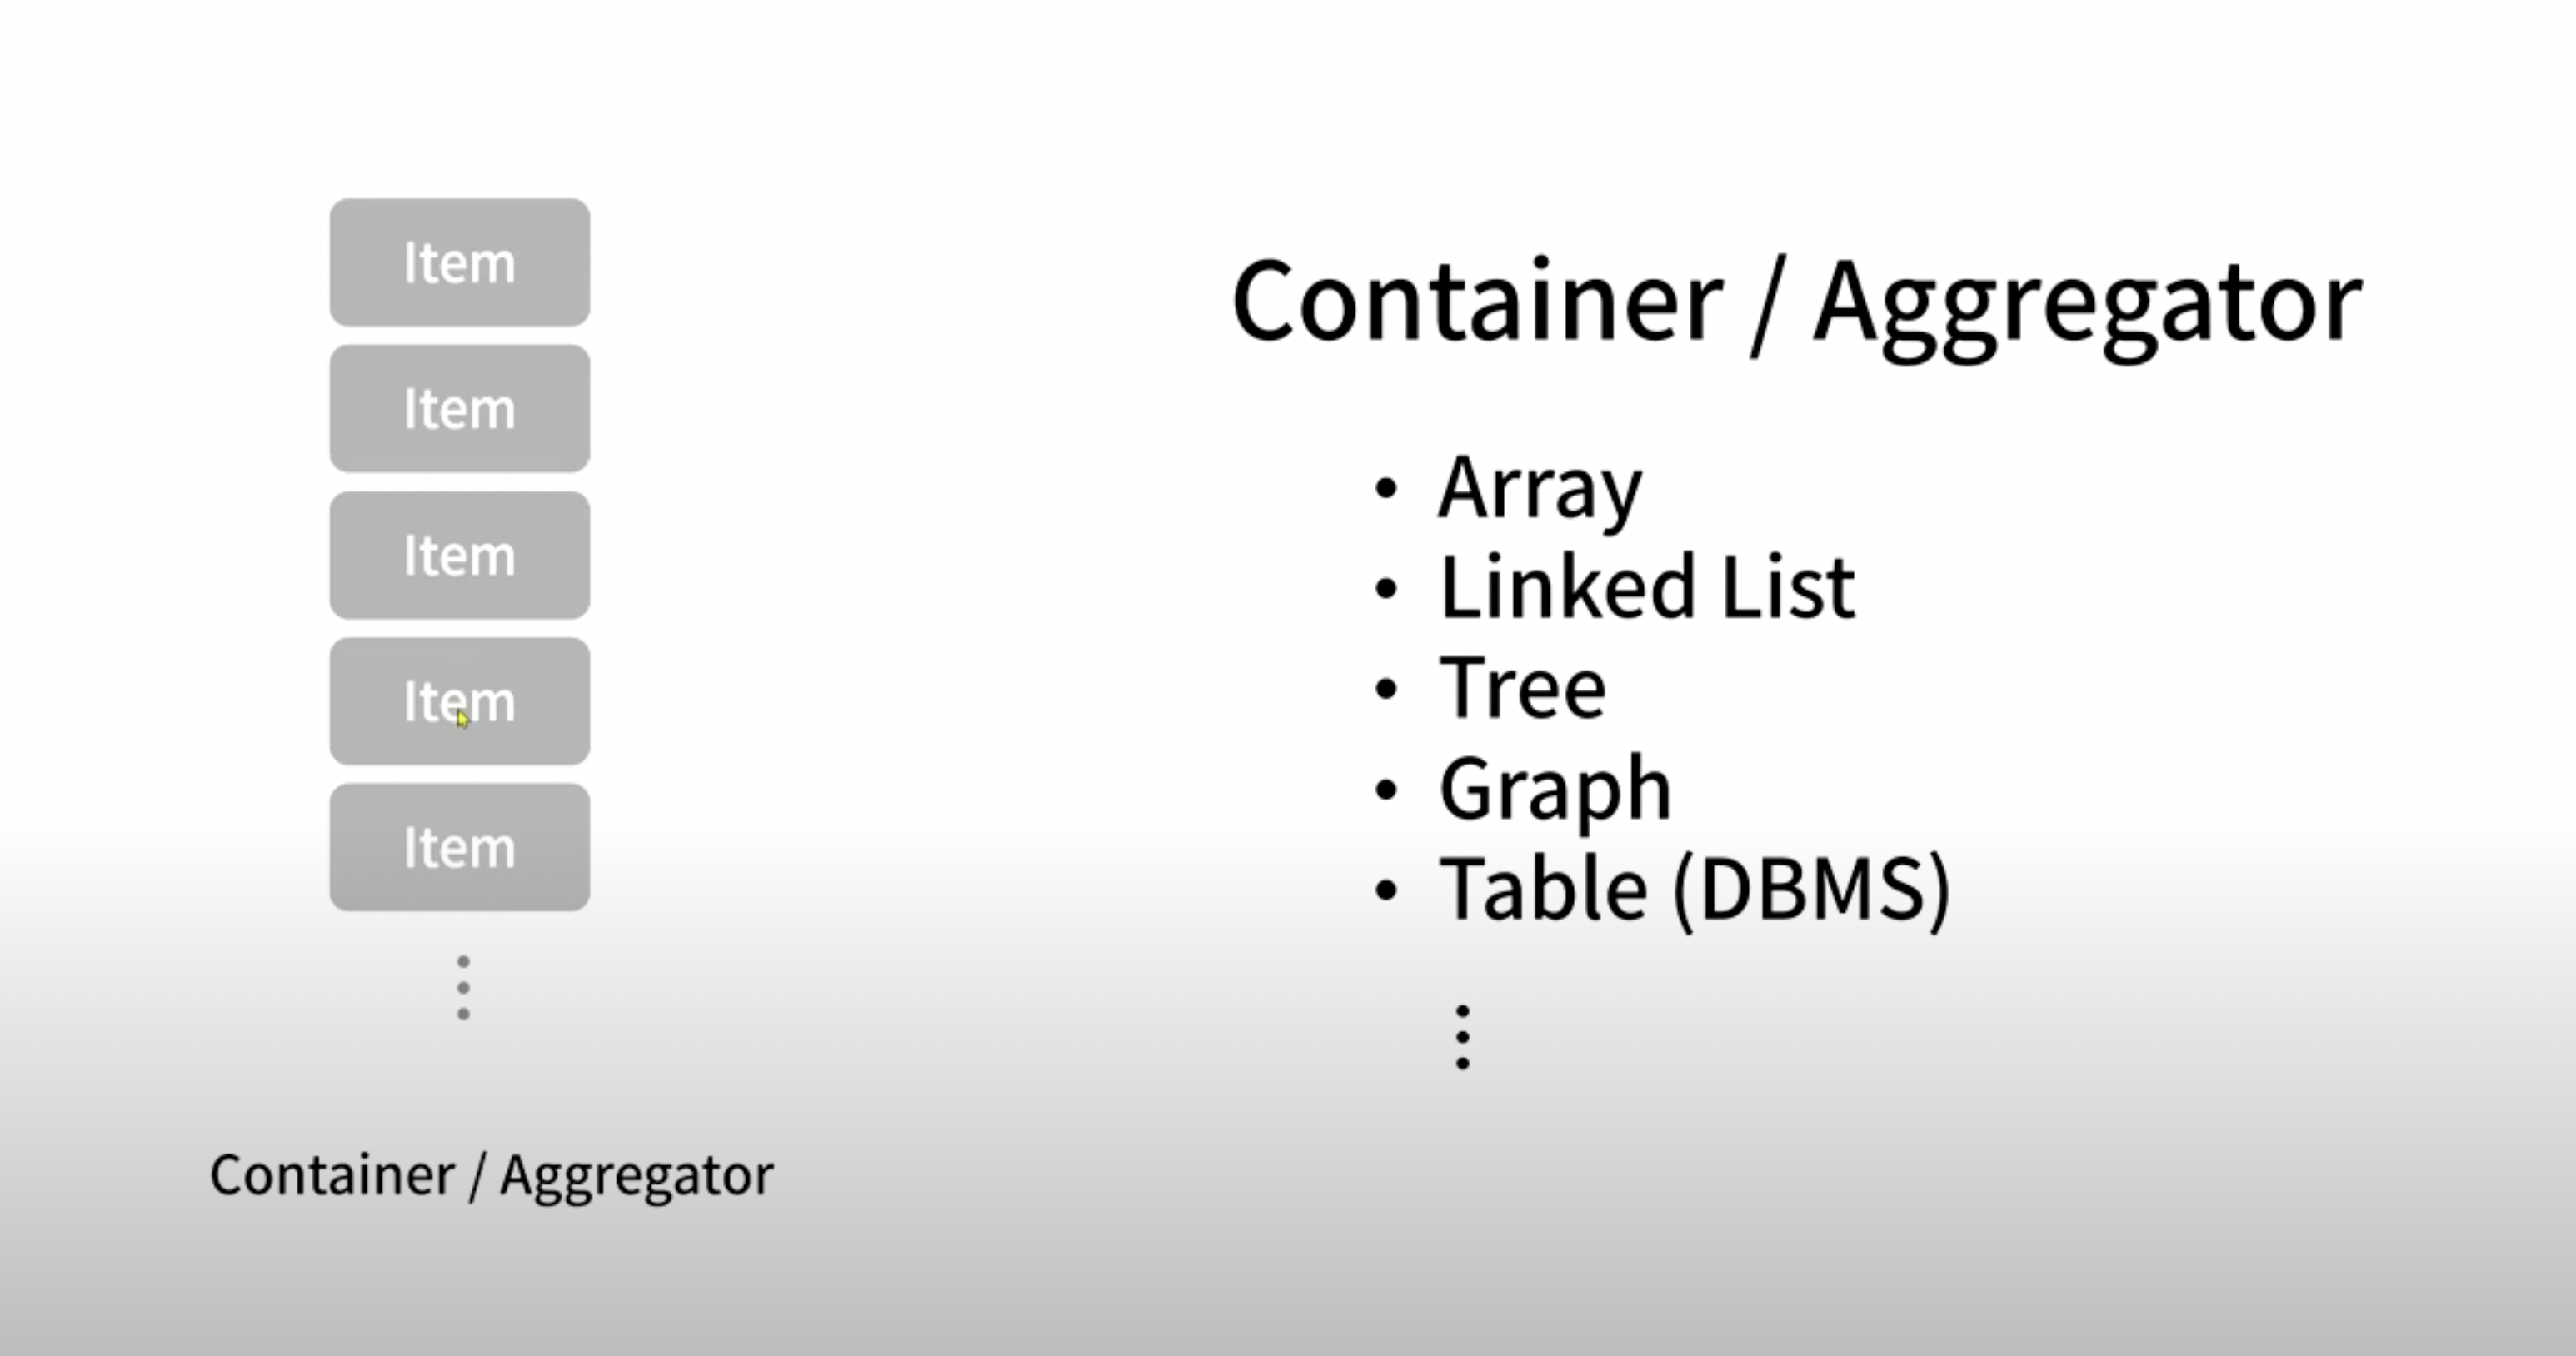 Item
Item
Item
Item
Item
Container / Aggregator
Container / Aggregator
• Array
• Linked List
• Tree
• Graph
• Table (DBMS)